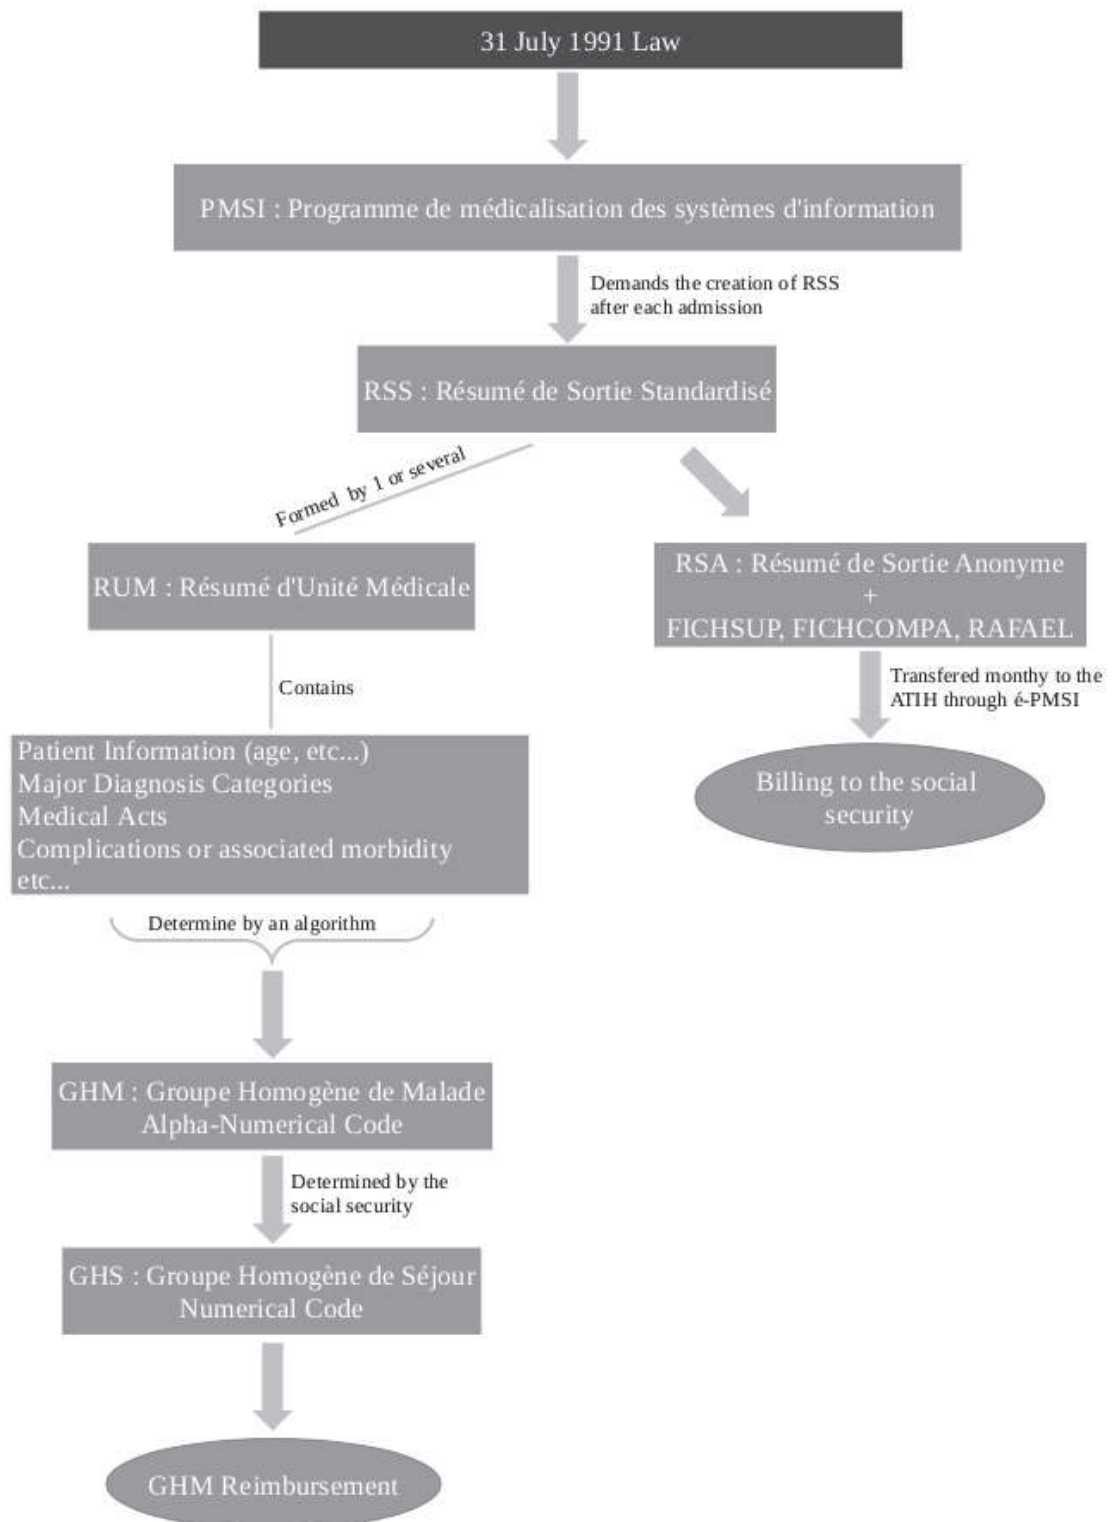 31 July 1991 Law
PMSI : Programme de médicalisation des systèmes d'information
Demands the creation of RSS
after each admission
RSS : Résumé de Sortie Standardisé
Formed by 1 or several
RUM : Résumé d'Unité Médicale
RSA : Résumé de Sortie Anonyme
+
FICHSUP, FICHCOMPA, RAFAEL
Contains
Transfered monthy to the
ATIH through é-PMSI
Patient Information (age, etc...)
Major Diagnosis Categories
Medical Acts
Complications or associated morbidity
etc...
Billing to the social
security
Determine by an algorithm
GHM : Groupe Homogène de Malade
Alpha-Numerical Code
Determined by the
social security
GHS : Groupe Homogène de Séjour
Numerical Code
GHM Reimbursement